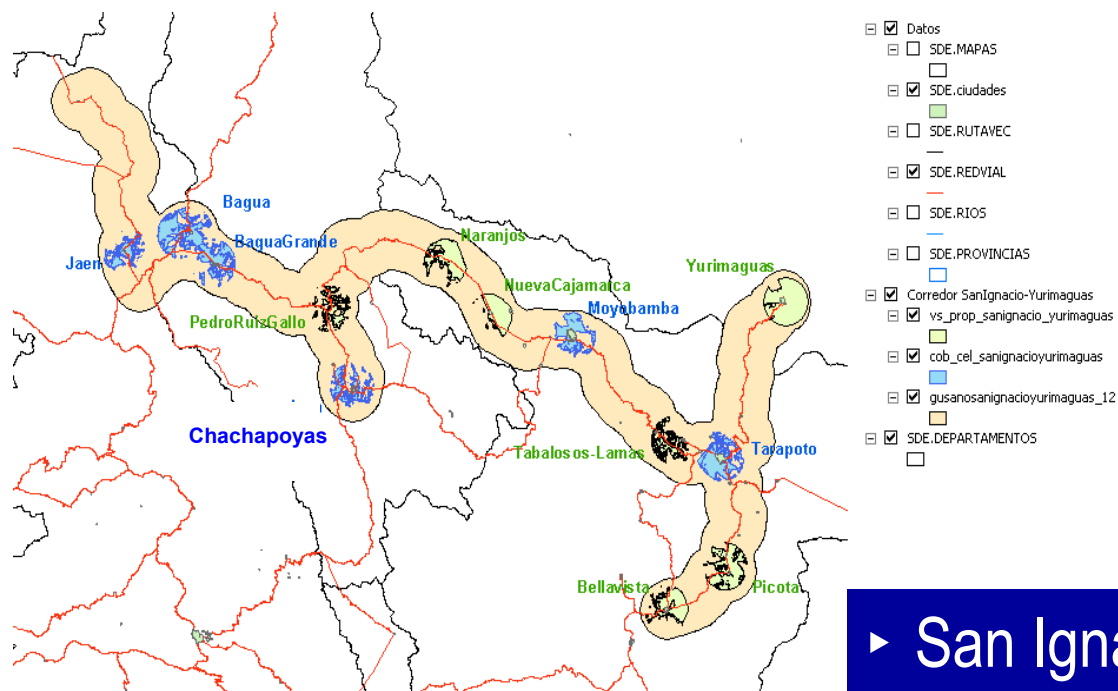 Bagua
BaguaGrande
Jaen
Naranjos
NuevaCajamarca
Yurimaguas
Moyobamba
PedroRuizGallo
Chachapoyas
Tabalosos-Lamas
Tarapoto
Bellavista
Picota
Datos
SDE.MAPAS
SDE.ciudades
SDE.RUTAVEC
SDE.REDVIAL
SDE.RIOS
SDE.PROVINCIAS
Corredor SanIgnacio-Yurimaguas
vs_prop_sanignacio_yurimaguas
cob_cel_sanignacioyurimaguas
gusanosanignacioyurimaguas_12
SDE.DEPARTAMENTOS
San Igna